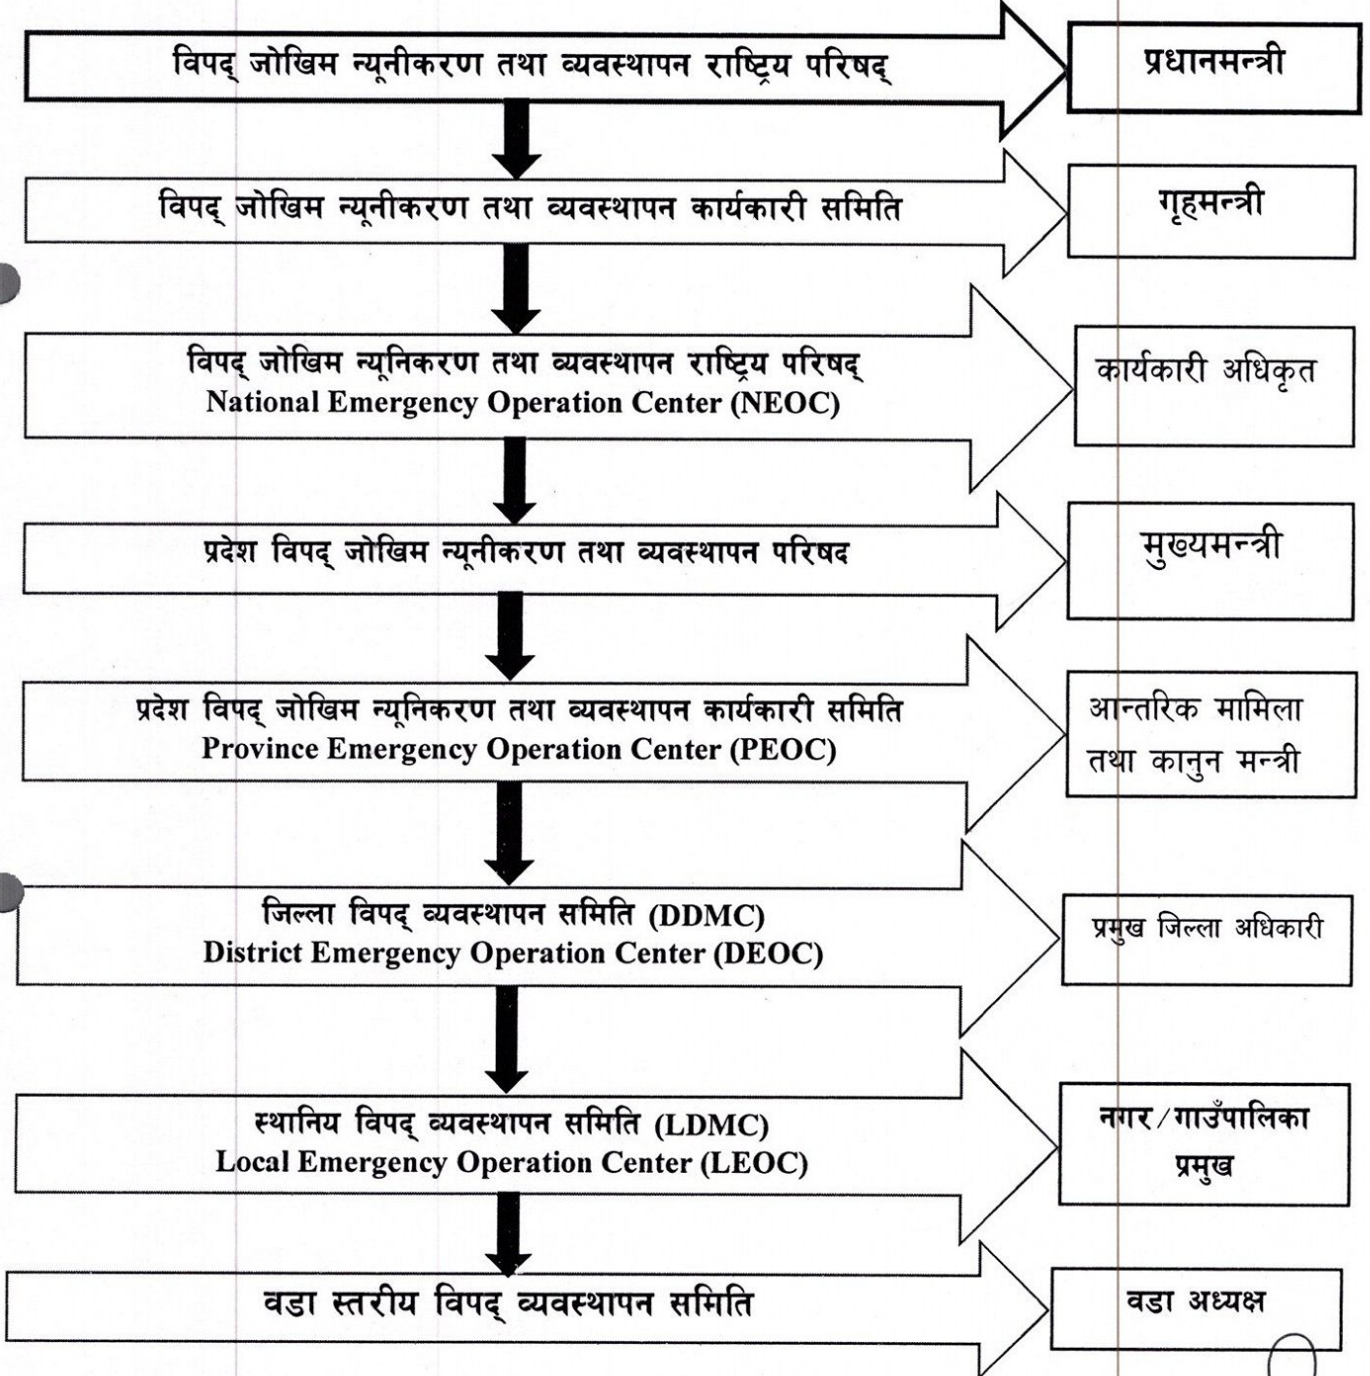 विपद् जोखिम न्यूनीकरण तथा व्यवस्थापन राष्ट्रिय परिषद्
प्रधानमन्त्री
विपद् जोखिम न्यूनीकरण तथा व्यवस्थापन कार्यकारी समिति
गृहमन्त्री
विपद् जोखिम न्यूनिकरण तथा व्यवस्थापन राष्ट्रिय परिषद्
National Emergency Operation Center (NEOC)
कार्यकारी अधिकृत
प्रदेश विपद् जोखिम न्यूनीकरण तथा व्यवस्थापन परिषद
मुख्यमन्त्री
प्रदेश विपद् जोखिम न्यूनिकरण तथा व्यवस्थापन कार्यकारी समिति
Province Emergency Operation Center (PEOC)
आन्तरिक मामिला
तथा कानुन मन्त्री
जिल्ला विपद् व्यवस्थापन समिति (DDMC)
District Emergency Operation Center (DEOC)
प्रमुख जिल्ला अधिकारी
स्थानिय विपद् व्यवस्थापन समिति (LDMC)
Local Emergency Operation Center (LEOC)
नगर/गाउँपालिका
प्रमुख
वडा स्तरीय विपद् व्यवस्थापन समिति
वडा अध्यक्ष